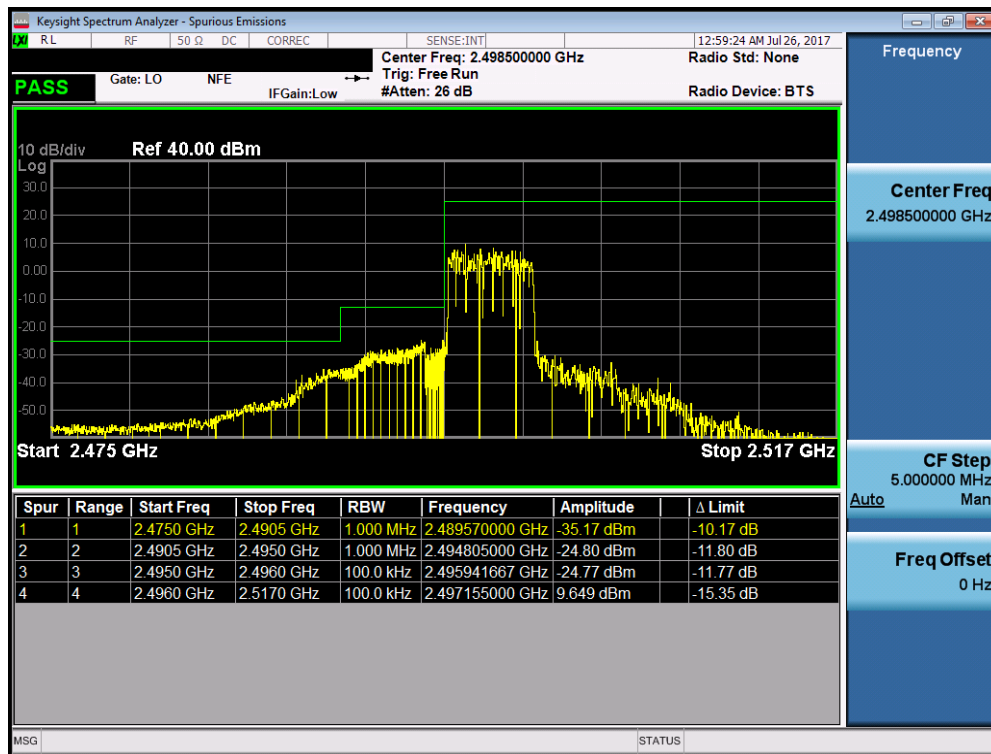 Keysight Spectrum Analyzer - Spurious Emissions
LXI RL RF 50 Ω DC CORREC SENSE:INT 12:59:24 AM Jul 26, 2017
Center Freq: 2.498500000 GHz Radio Std: None
PASS Gate: LO NFE Trig: Free Run
IFGain:Low #Atten: 26 dB Radio Device: BTS
10 dB/div Ref 40.00 dBm
Log
30.0
20.0
10.0
0.00
-10.0
-20.0
-30.0
-40.0
-50.0
Start 2.475 GHz Stop 2.517 GHz
Spur Range Start Freq Stop Freq RBW Frequency Amplitude Δ Limit
1 1 2.4750 GHz 2.4905 GHz 1.000 MHz 2.489570000 GHz -35.17 dBm -10.17 dB
2 2 2.4905 GHz 2.4950 GHz 1.000 MHz 2.494805000 GHz -24.80 dBm -11.80 dB
3 3 2.4950 GHz 2.4960 GHz 100.0 kHz 2.495941667 GHz -24.77 dBm -11.77 dB
4 4 2.4960 GHz 2.5170 GHz 100.0 kHz 2.497155000 GHz 9.649 dBm -15.35 dB
Frequency
Center Freq
2.498500000 GHz
CF Step
5.000000 MHz
Auto Man
Freq Offset
0 Hz
MSG STATUS